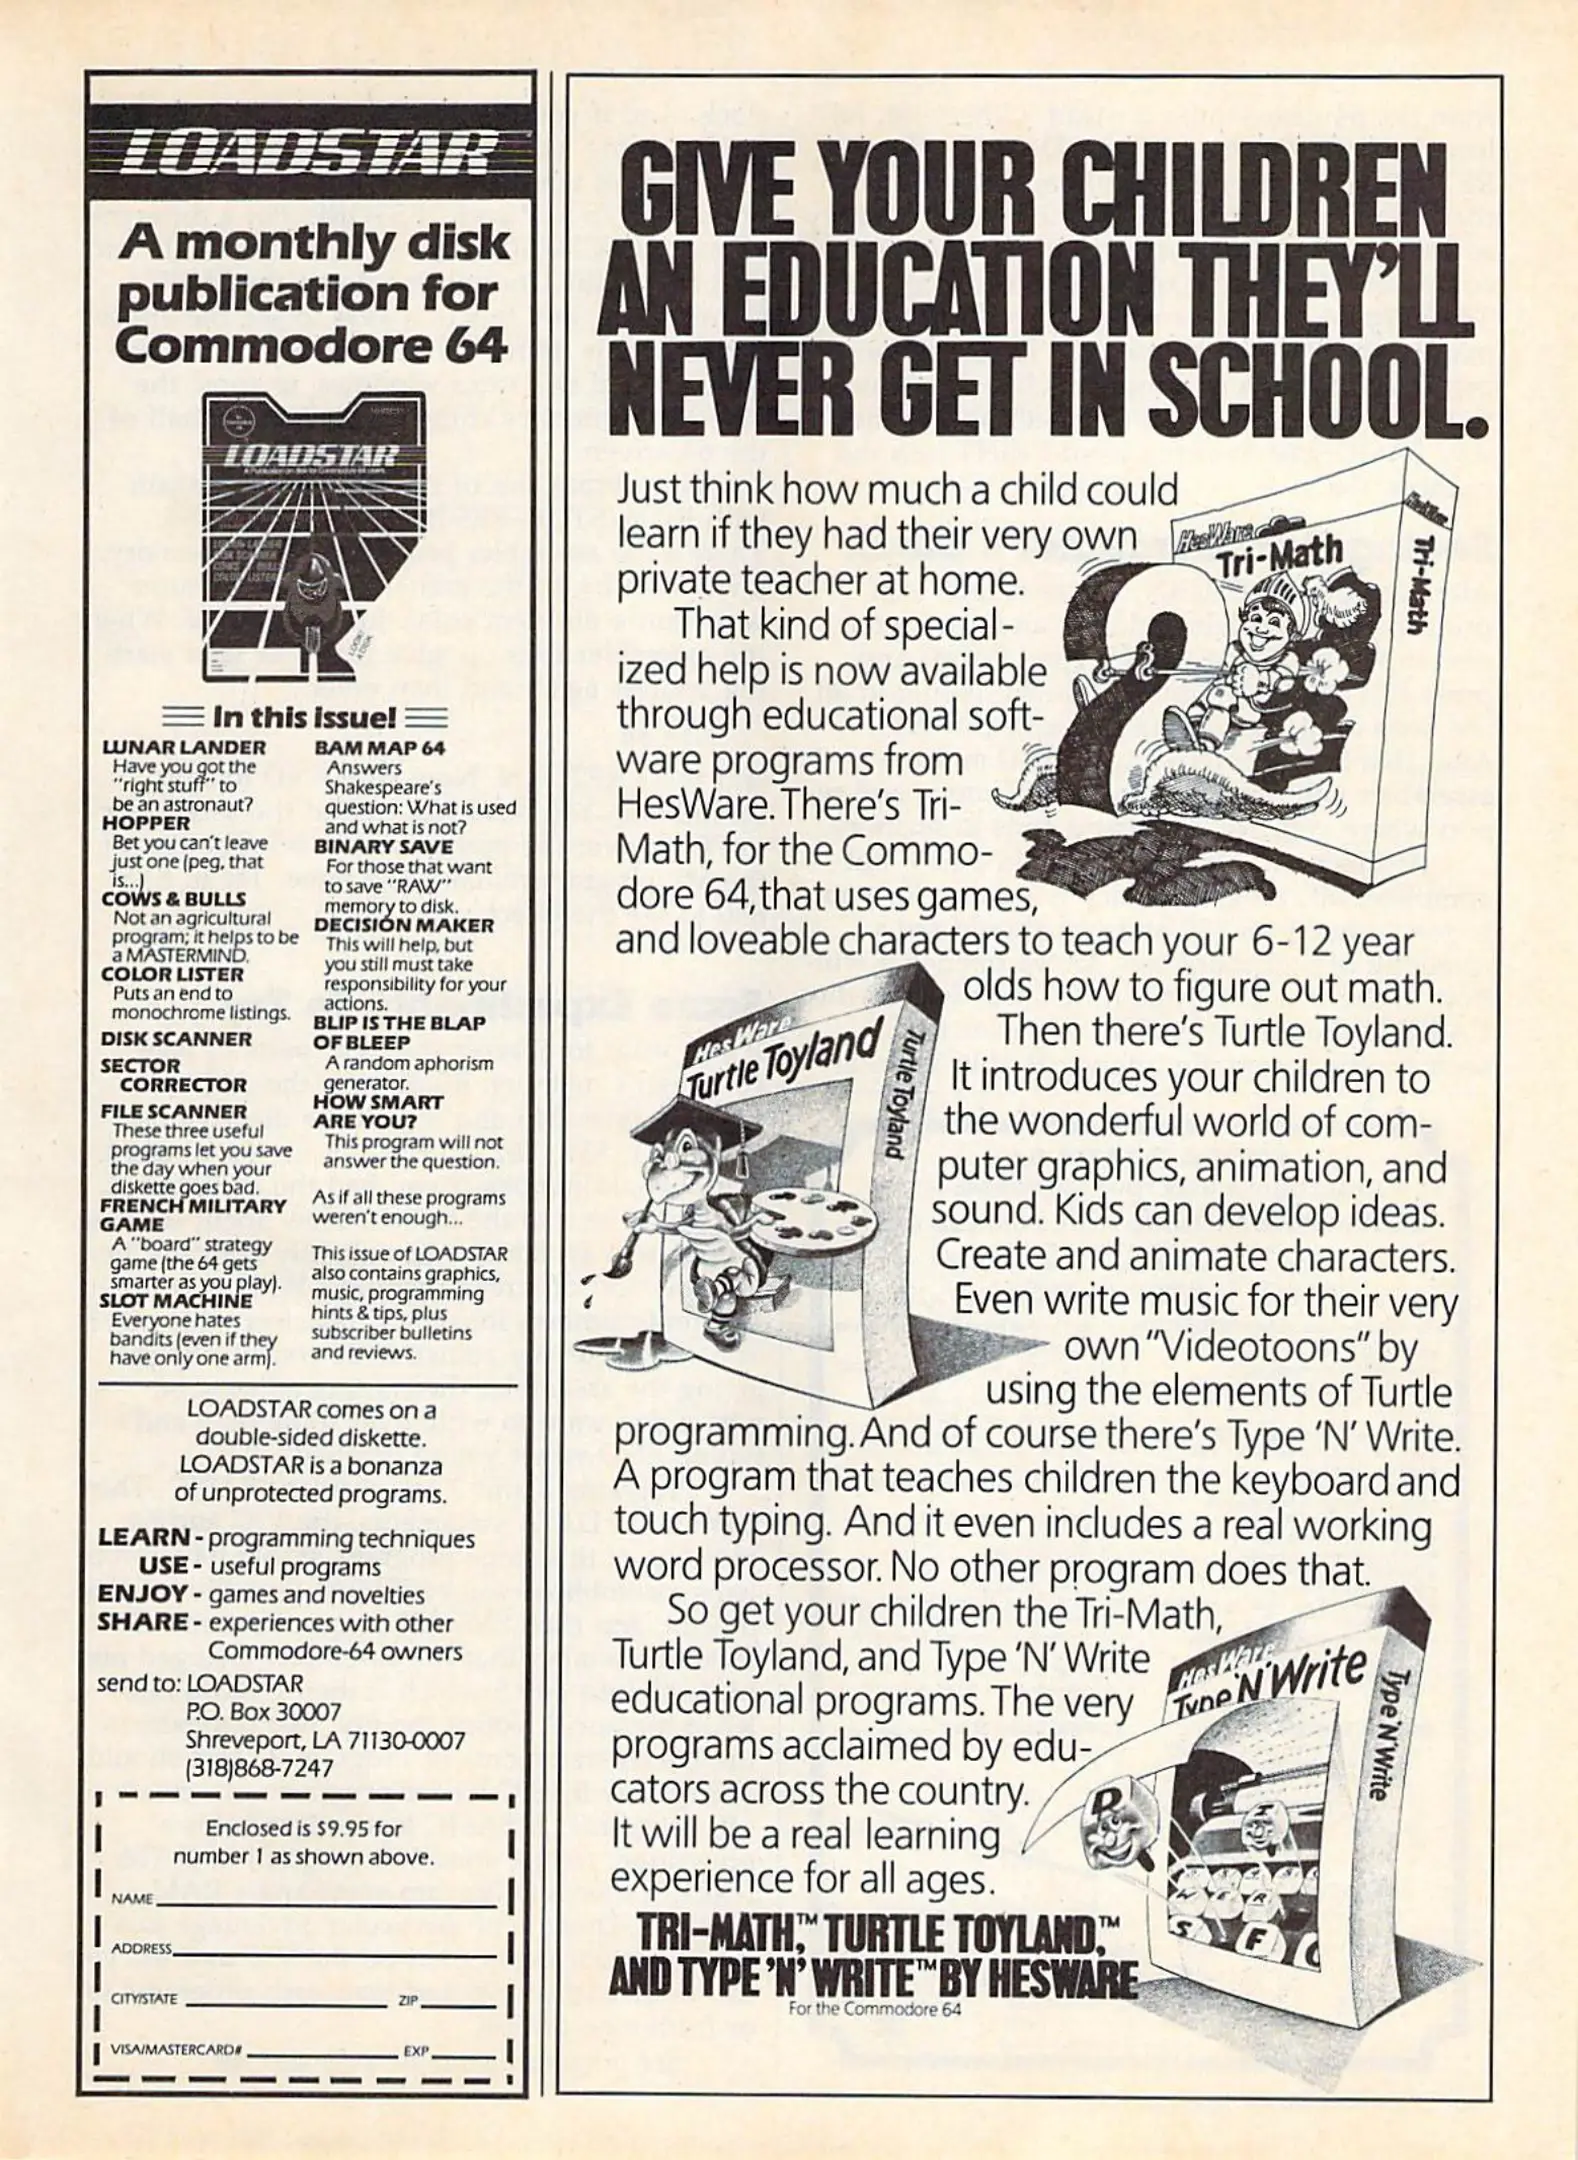 LOADSTAR
A monthly disk
publication for
Commodore 64
LOADSTAR
In this issue!
LUNAR LANDER
Have you got the
"right stuff" to
be an astronaut?
HOPPER
Bet you can't leave
just one (peg, that
is...)
COWS & BULLS
Not an agricultural
program; it helps to be
a MASTERMIND.
COLOR LISTER
Puts an end to
monochrome listings.
DISK SCANNER
SECTOR
CORRECTOR
FILE SCANNER
These three useful
programs let you save
the day when your
diskette goes bad.
FRENCH MILITARY
GAME
A "board" strategy
game (the 64 gets
smarter as you play).
SLOT MACHINE
Everyone hates
bandits (even if they
have only one arm).
BAM MAP 64
Answers
Shakespeare's
question: What is used
and what is not?
BINARY SAVE
For those that want
to save "RAW"
memory to disk.
DECISION MAKER
This will help, but
you still must take
responsibility for your
actions.
BLIP IS THE BLAP
OF BLEEP
A random aphorism
generator.
HOW SMART
ARE YOU?
This program will not
answer the question.
As if all these programs
weren't enough...
This issue of LOADSTAR
also contains graphics,
music, programming
hints & tips, plus
subscriber bulletins
and reviews.
LOADSTAR comes on a
double-sided diskette.
LOADSTAR is a bonanza
of unprotected programs.
LEARN - programming techniques
USE - useful programs
ENJOY - games and novelties
SHARE - experiences with other
Commodore-64 owners
send to: LOADSTAR
P.O. Box 30007
Shreveport, LA 71130-0007
(318)868-7247
Enclosed is $9.95 for
number 1 as shown above.
NAME
ADDRESS
CITY/STATE ZIP
VISA/MASTERCARD# EXP
GIVE YOUR CHILDREN
AN EDUCATION THEY'LL
NEVER GET IN SCHOOL.
Just think how much a child could
learn if they had their very own
private teacher at home.
That kind of special-
ized help is now available
through educational soft-
ware programs from
HesWare. There's Tri-
Math, for the Commo-
dore 64, that uses games,
and loveable characters to teach your 6-12 year
olds how to figure out math.
Then there's Turtle Toyland.
It introduces your children to
the wonderful world of com-
puter graphics, animation, and
sound. Kids can develop ideas.
Create and animate characters.
Even write music for their very
own "Videotoons" by
using the elements of Turtle
programming. And of course there's Type 'N' Write.
A program that teaches children the keyboard and
touch typing. And it even includes a real working
word processor. No other program does that.
So get your children the Tri-Math,
Turtle Toyland, and Type 'N' Write
educational programs. The very
programs acclaimed by edu-
cators across the country.
It will be a real learning
experience for all ages.
TRI-MATH,™ TURTLE TOYLAND,™
AND TYPE 'N' WRITE™ BY HESWARE
For the Commodore 64
HesWare
Tri-Math
HesWare
Tri-Math
2
HesWare
Turtle Toyland
Turtle Toyland
HesWare
Type 'N' Write
Type 'N' Write
D
I
W E R
S F